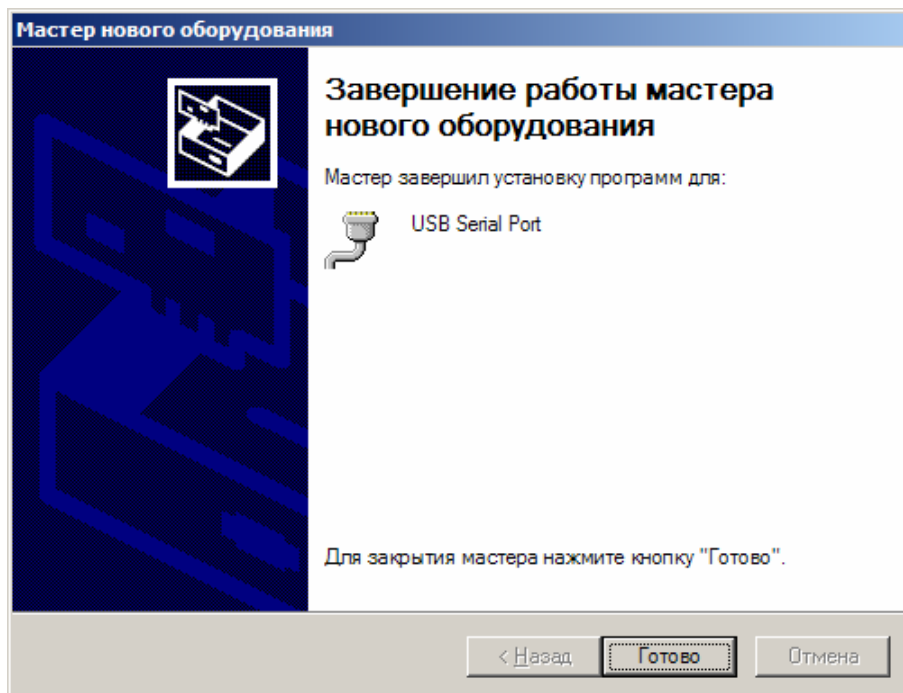 Мастер нового оборудования
Завершение работы мастера
нового оборудования
Мастер завершил установку программ для:
USB Serial Port
Для закрытия мастера нажмите кнопку "Готово".
< Назад
Готово
Отмена